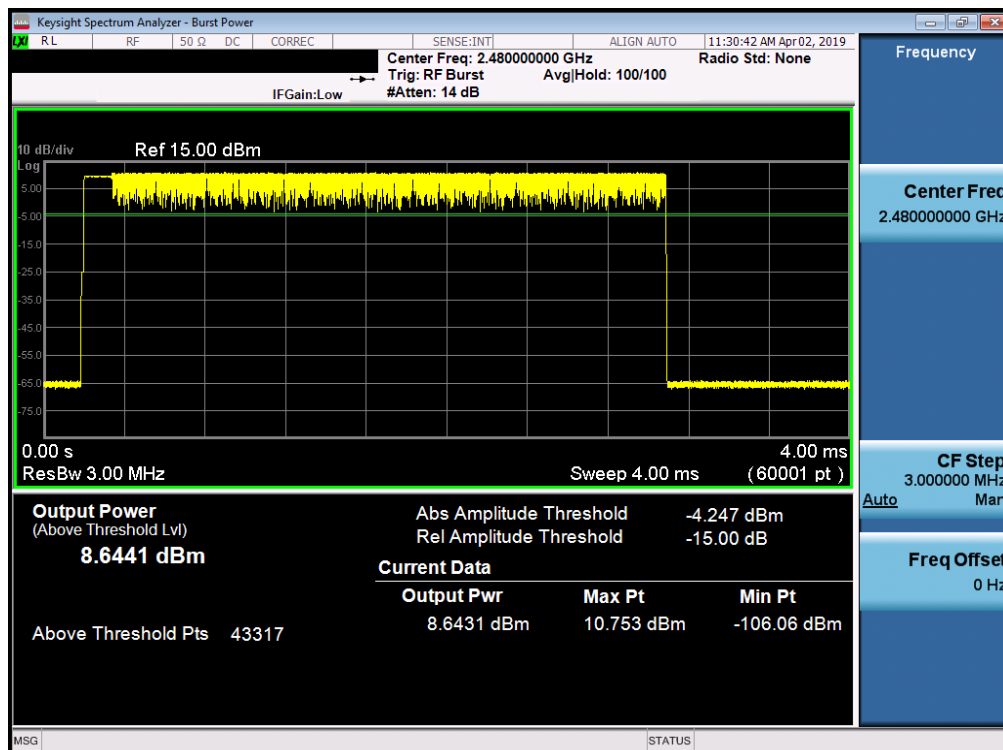 Keysight Spectrum Analyzer - Burst Power
LXI RL RF 50 Ω DC CORREC SENSE:INT ALIGN AUTO 11:30:42 AM Apr 02, 2019
Center Freq: 2.480000000 GHz Radio Std: None
Trig: RF Burst Avg|Hold: 100/100
IFGain:Low #Atten: 14 dB
Frequency
10 dB/div Ref 15.00 dBm
Log
5.00
-5.00
-15.0
-25.0
-35.0
-45.0
-55.0
-65.0
-75.0
0.00 s 4.00 ms
ResBw 3.00 MHz Sweep 4.00 ms (60001 pt)
Output Power
(Above Threshold Lvl)
8.6441 dBm
Above Threshold Pts 43317
Abs Amplitude Threshold -4.247 dBm
Rel Amplitude Threshold -15.00 dB
Current Data
Output Pwr Max Pt Min Pt
8.6431 dBm 10.753 dBm -106.06 dBm
Center Freq
2.480000000 GHz
CF Step
3.000000 MHz
Auto Man
Freq Offset
0 Hz
MSG STATUS